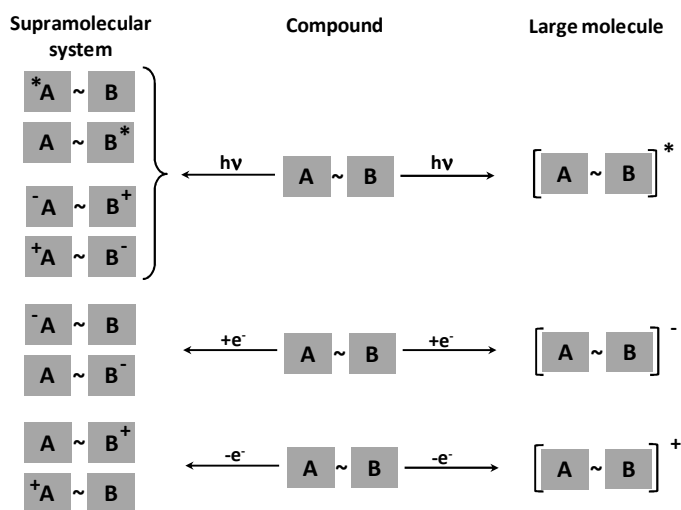 Supramolecular system
Compound
Large molecule
*A ~ B
A ~ B*
-A ~ B+
+A ~ B-
hν
A ~ B
hν
[A ~ B]*
-A ~ B
A ~ B-
+e-
A ~ B
+e-
[A ~ B]-
A ~ B+
+A ~ B
-e-
A ~ B
-e-
[A ~ B]+